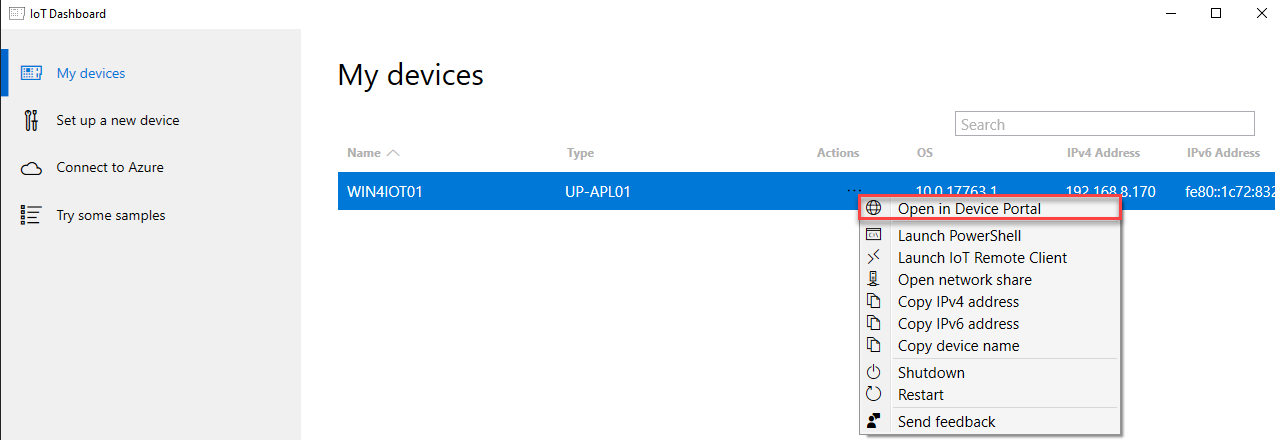 IoT Dashboard
My devices
Set up a new device
Connect to Azure
Try some samples
My devices
Search
Name Type Actions OS IPv4 Address IPv6 Address
WIN4IOT01 UP-APL01 ... 10.0.17763.1 192.168.8.170 fe80::1c72:832
Open in Device Portal
Launch PowerShell
Launch IoT Remote Client
Open network share
Copy IPv4 address
Copy IPv6 address
Copy device name
Shutdown
Restart
Send feedback